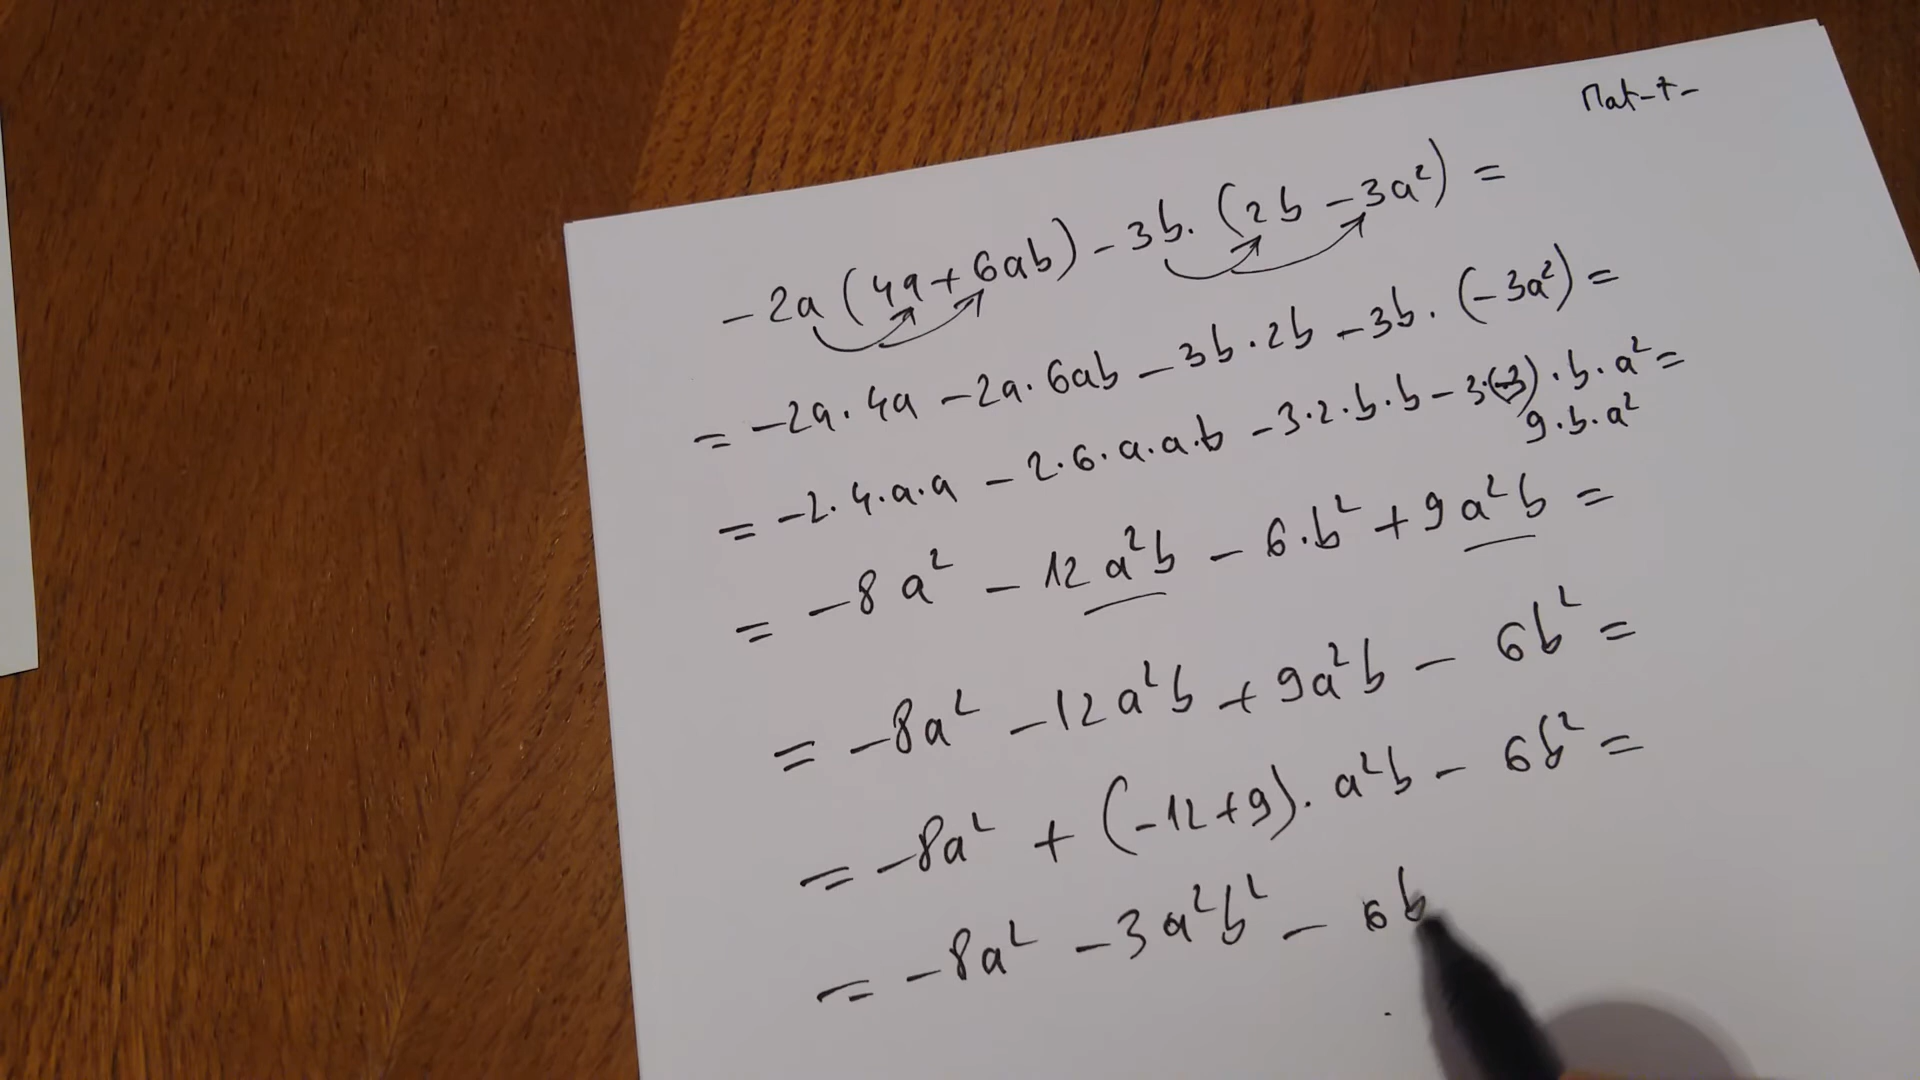 Mat-t-
-2a(4a+6ab)-3b·(2b-3a²)=
=-2a·4a-2a·6ab-3b·2b-3b·(-3a²)=
=-2·4·a·a-2·6·a·a·b-3·2·b·b-3·(-3)·b·a²=
9·b·a²
=-8a²-12a²b-6·b²+9a²b=
=-8a²-12a²b+9a²b-6b²=
=-8a²+(-12+9)·a²b-6b²=
=-8a²-3a²b²-6b